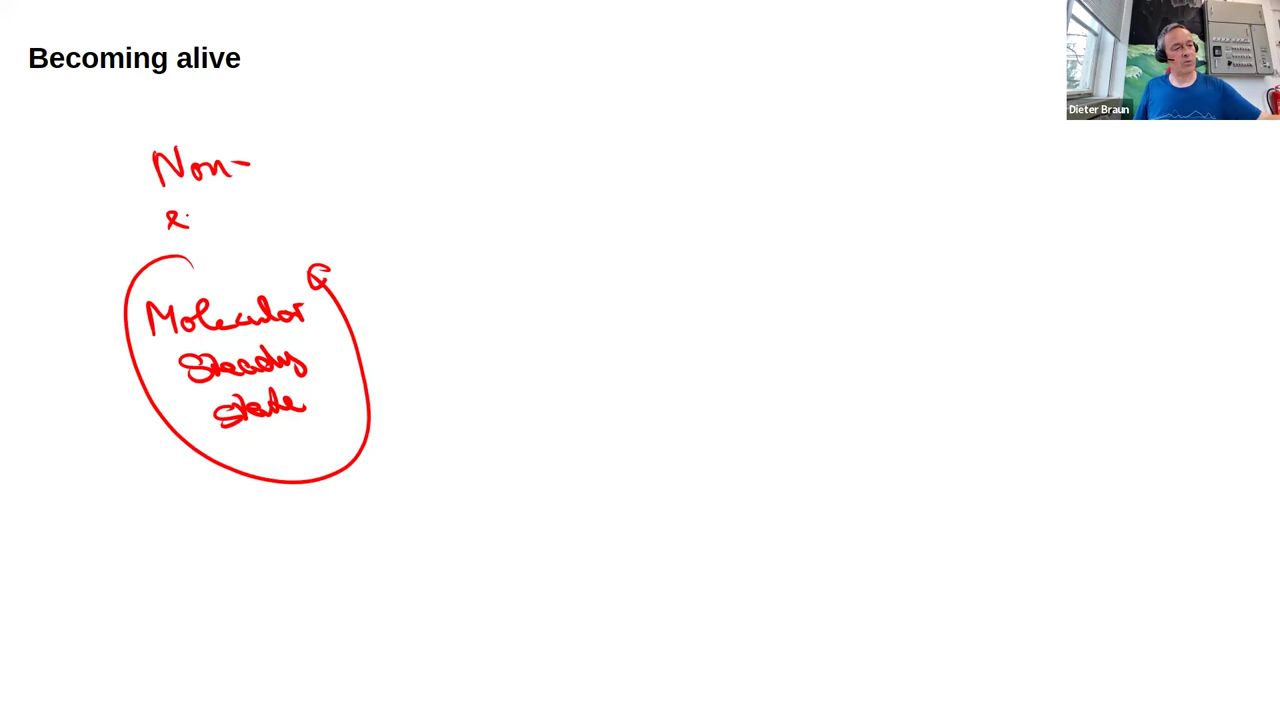 Becoming alive
Dieter Braun
Non-
Molecular
Steady
state